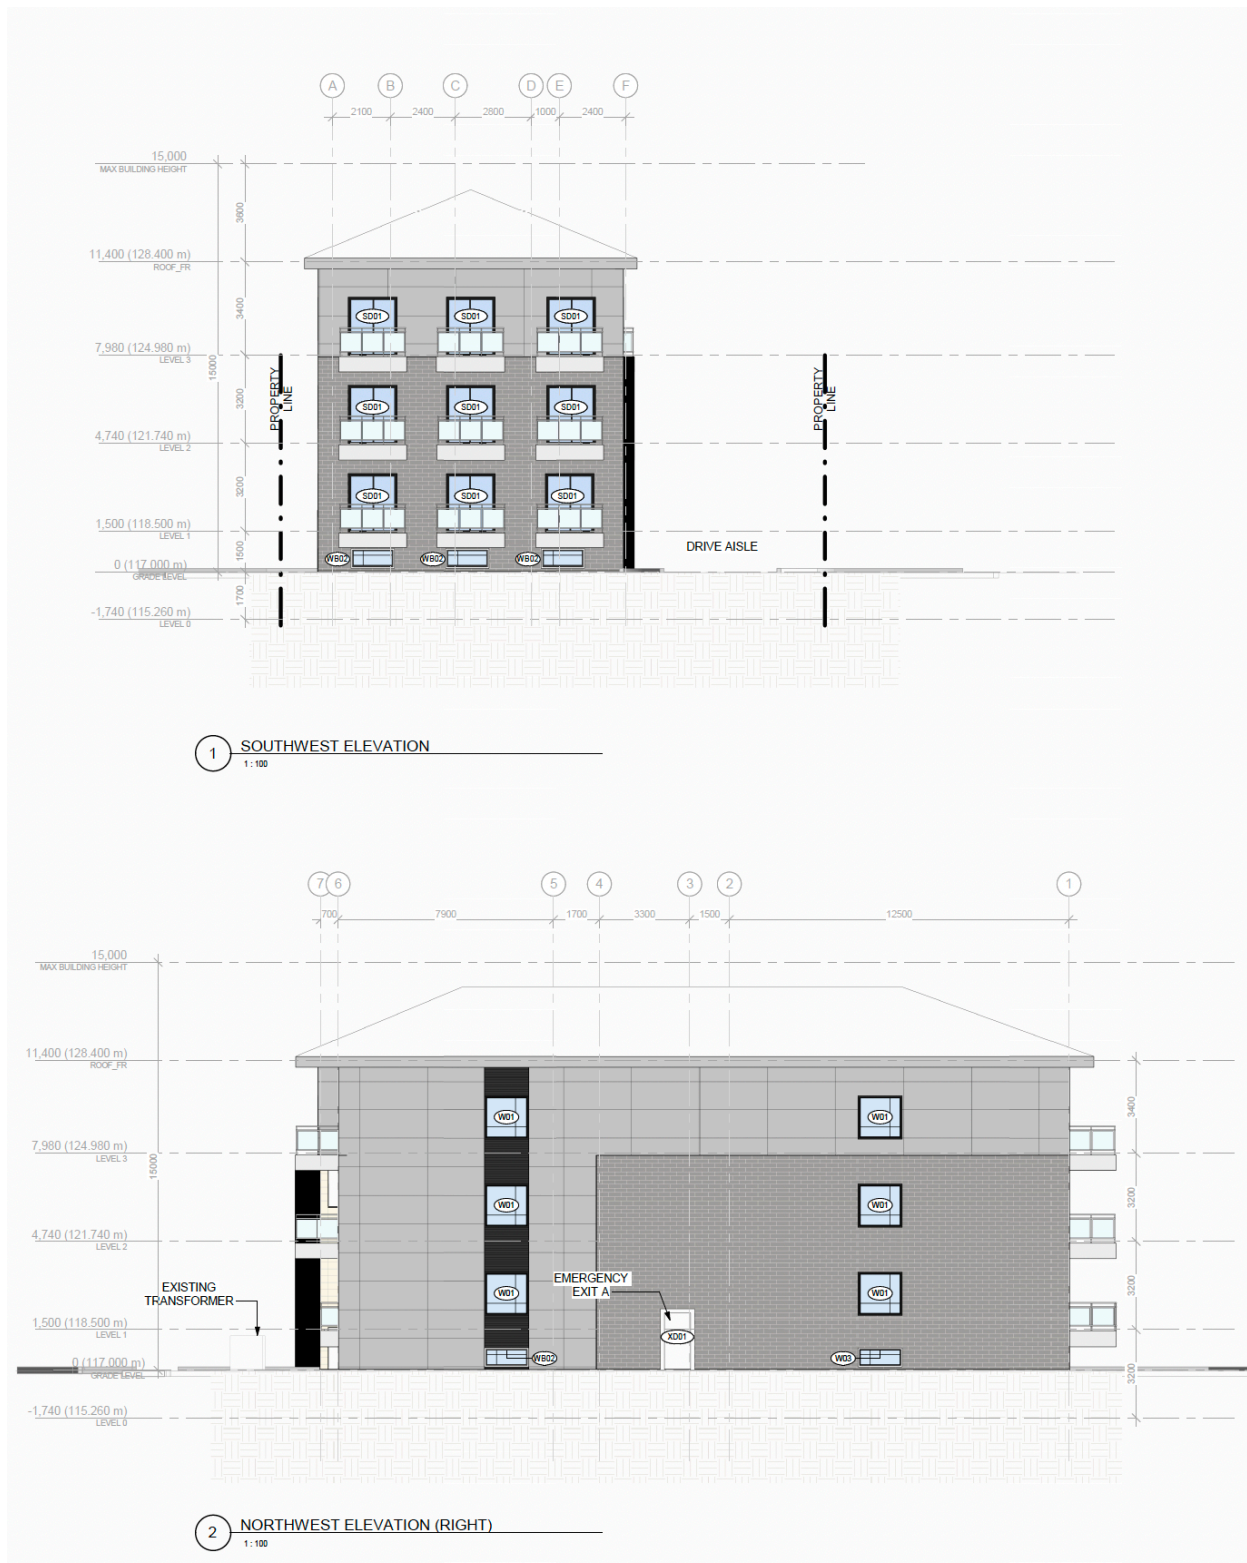 A B C D E F
2100 2400 2800 1000 2400
15,000
MAX BUILDING HEIGHT
3600
11,400 (128.400 m)
ROOF_FR
3400
SD01 SD01 SD01
7,980 (124.980 m)
LEVEL 3
15000
PROPERTY LINE
PROPERTY LINE
3200
SD01 SD01 SD01
4,740 (121.740 m)
LEVEL 2
3200
SD01 SD01 SD01
1,500 (118.500 m)
LEVEL 1
DRIVE AISLE
1500
WB02 WB02 WB02
0 (117.000 m)
GRADE LEVEL
1700
-1,740 (115.260 m)
LEVEL 0
1 SOUTHWEST ELEVATION
1 : 100
7 6 5 4 3 2 1
700 7900 1700 3300 1500 12500
15,000
MAX BUILDING HEIGHT
11,400 (128.400 m)
ROOF_FR
3400
W01 W01
7,980 (124.980 m)
LEVEL 3
15000
3200
W01 W01
4,740 (121.740 m)
LEVEL 2
EXISTING
TRANSFORMER
EMERGENCY
EXIT A
W01 W01
3200
1,500 (118.500 m)
LEVEL 1
XD01
WB02 W03
0 (117.000 m)
GRADE LEVEL
3200
-1,740 (115.260 m)
LEVEL 0
2 NORTHWEST ELEVATION (RIGHT)
1 : 100